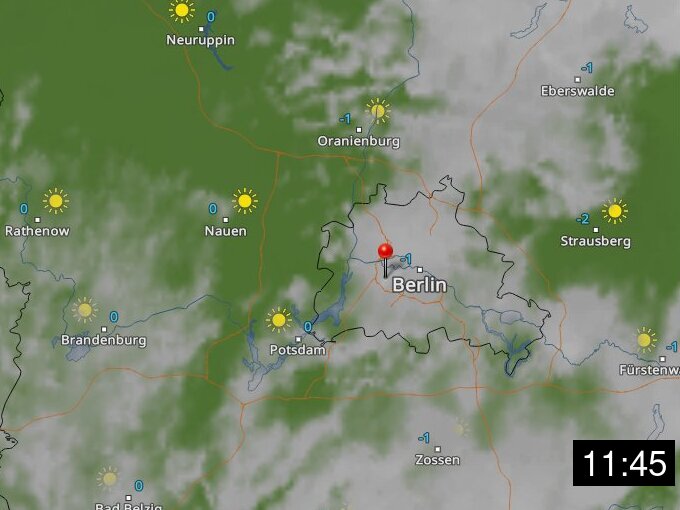 0
Neuruppin
-1
Eberswalde
-1
Oranienburg
0
Rathenow
0
Nauen
-2
Strausberg
-1
Berlin
0
Brandenburg
0
Potsdam
-1
Fürstenwa
-1
Zossen
11:45
0
Bad Belzig